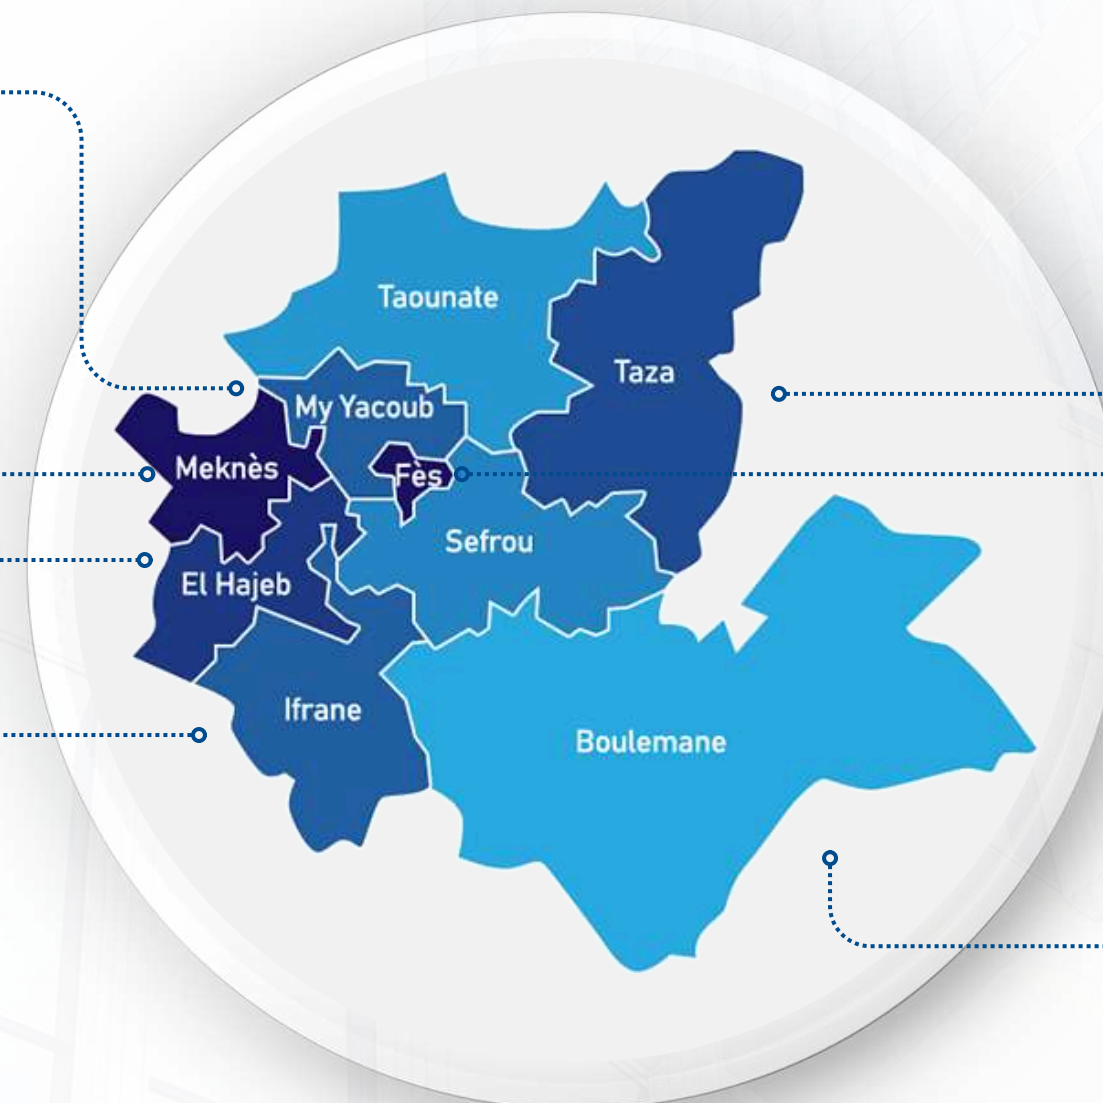 Taounate
Taza
My Yacoub
Meknès
Fès
Sefrou
El Hajeb
Ifrane
Boulemane